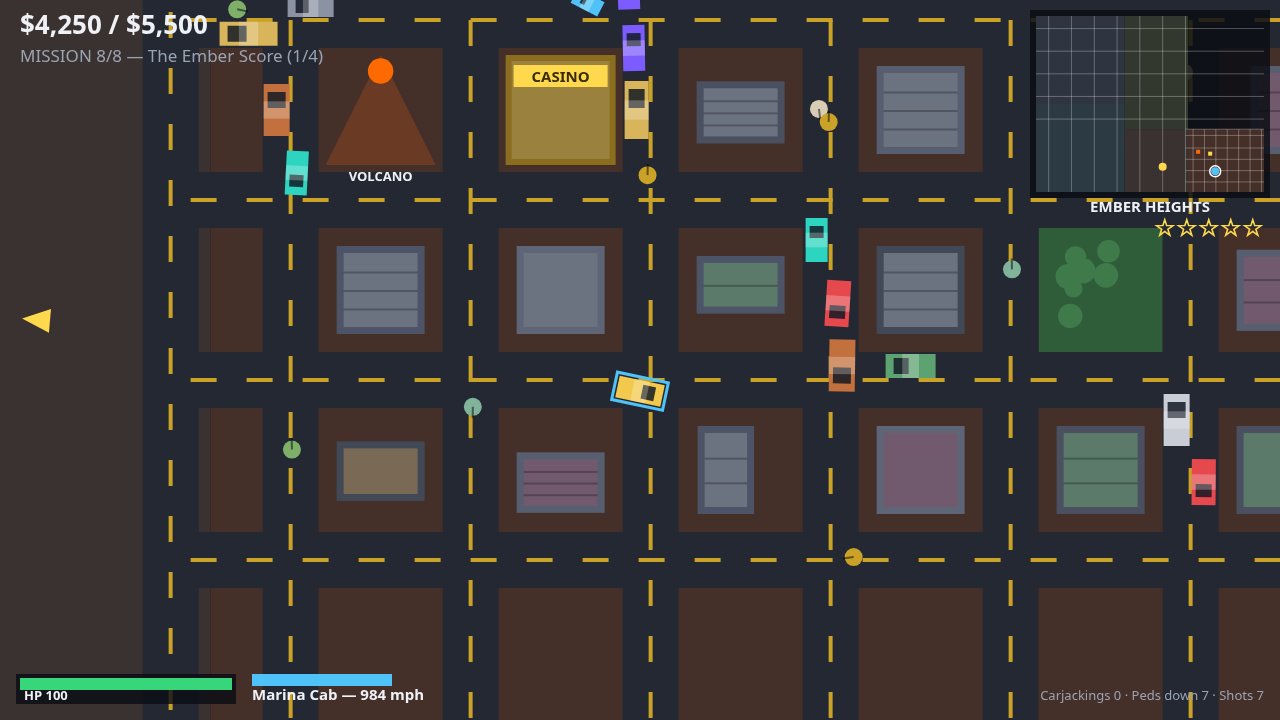 $4,250 / $5,500
MISSION 8/8 — The Ember Score (1/4)
CASINO
VOLCANO
EMBER HEIGHTS
HP 100
Marina Cab — 984 mph
Carjackings 0 · Peds down 7 · Shots 7